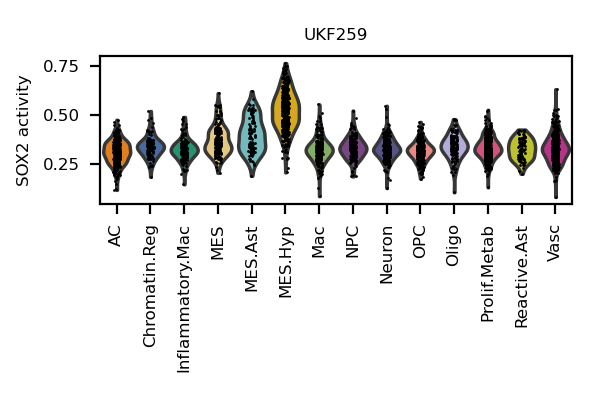 UKF259
SOX2 activity
0.75
0.50
0.25
AC
Chromatin.Reg
Inflammatory.Mac
MES
MES.Ast
MES.Hyp
Mac
NPC
Neuron
OPC
Oligo
Prolif.Metab
Reactive.Ast
Vasc